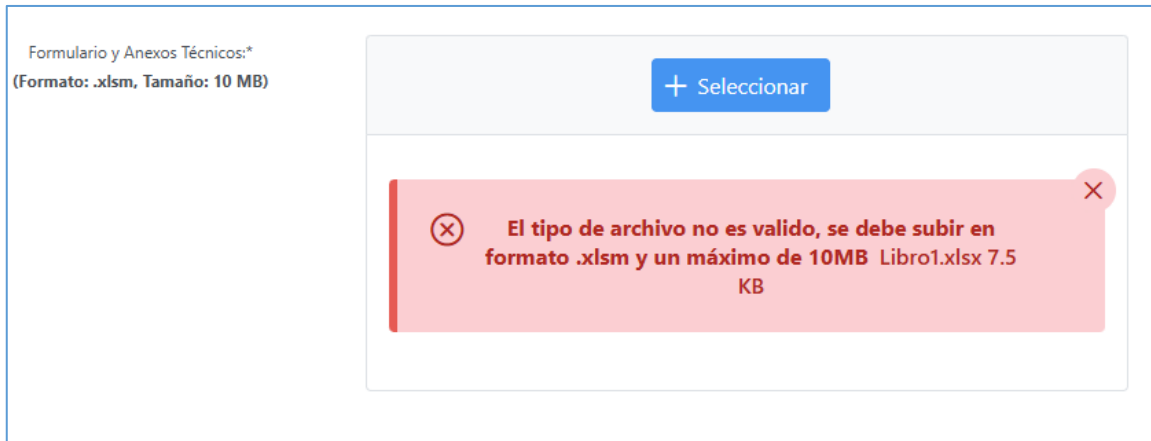 Formulario y Anexos Técnicos:*
(Formato: .xlsm, Tamaño: 10 MB)
+ Seleccionar
El tipo de archivo no es valido, se debe subir en
formato .xlsm y un máximo de 10MB Libro1.xlsx 7.5
KB